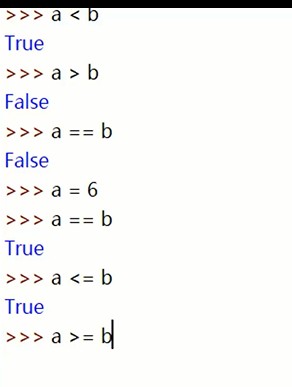 >>> a < b
True
>>> a > b
False
>>> a == b
False
>>> a = 6
>>> a == b
True
>>> a <= b
True
>>> a >= b